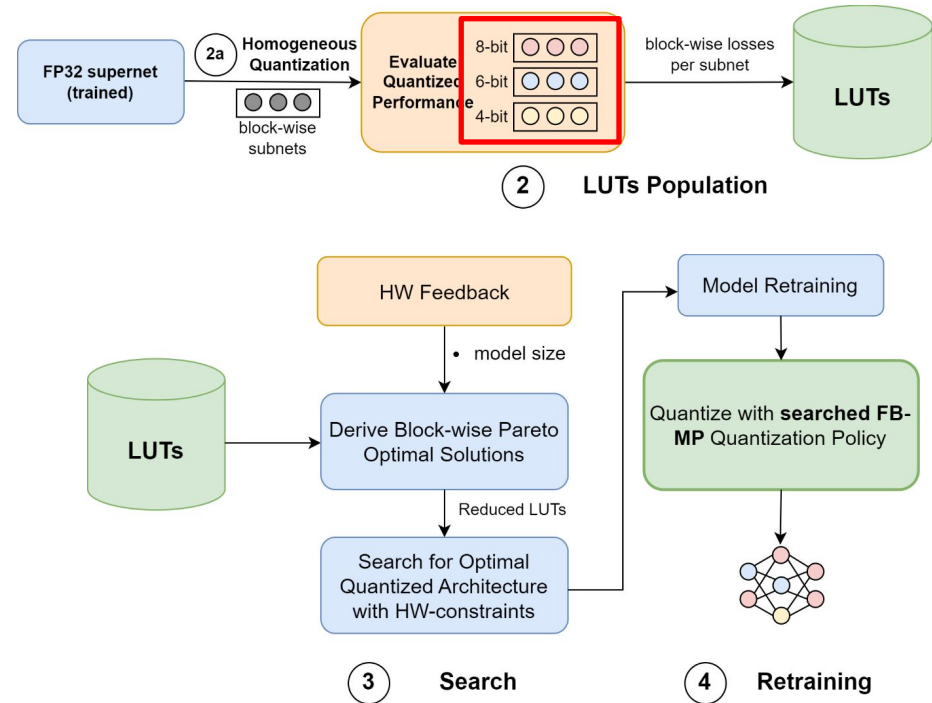 FP32 supernet
(trained)
2a
Homogeneous
Quantization
block-wise
subnets
Evaluate
Quantized
Performance
8-bit
6-bit
4-bit
block-wise losses
per subnet
LUTs
2
LUTs Population
HW Feedback
• model size
LUTs
Derive Block-wise Pareto
Optimal Solutions
Reduced LUTs
Search for Optimal
Quantized Architecture
with HW-constraints
3
Search
Model Retraining
Quantize with searched FB-
MP Quantization Policy
4
Retraining